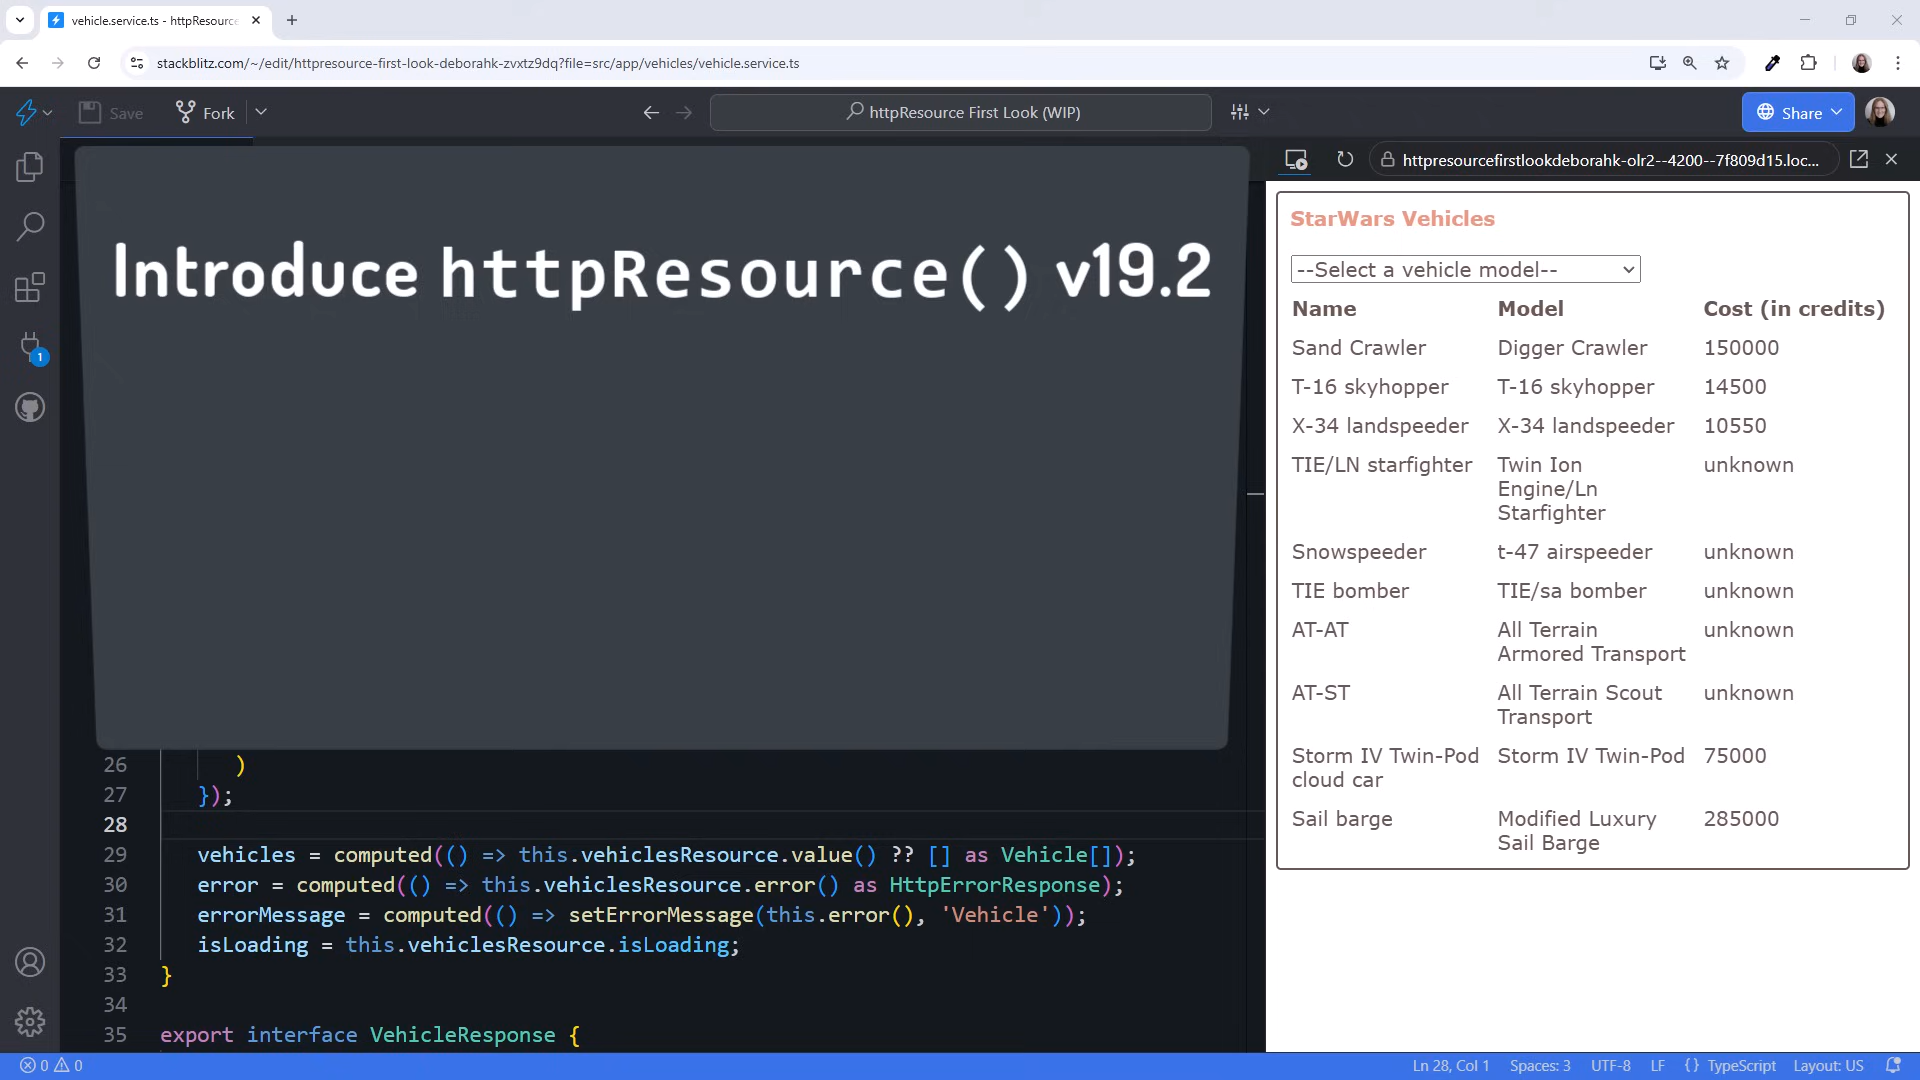 vehicle.service.ts - httpResource
stackblitz.com/~/edit/httpresource-first-look-deborahk-zvxtz9dq?file=src/app/vehicles/vehicle.service.ts
Save
Fork
httpResource First Look (WIP)
Share
httpresourcefirstlookdeborahk-olr2--4200--7f809d15.loc...
1
Introduce httpResource() v19.2
26 )
27 });
28
29 vehicles = computed(() => this.vehiclesResource.value() ?? [] as Vehicle[]);
30 error = computed(() => this.vehiclesResource.error() as HttpErrorResponse);
31 errorMessage = computed(() => setErrorMessage(this.error(), 'Vehicle'));
32 isLoading = this.vehiclesResource.isLoading;
33 }
34
35 export interface VehicleResponse {
StarWars Vehicles
--Select a vehicle model--
Name Model Cost (in credits)
Sand Crawler Digger Crawler 150000
T-16 skyhopper T-16 skyhopper 14500
X-34 landspeeder X-34 landspeeder 10550
TIE/LN starfighter Twin Ion unknown
Engine/Ln
Starfighter
Snowspeeder t-47 airspeeder unknown
TIE bomber TIE/sa bomber unknown
AT-AT All Terrain unknown
Armored Transport
AT-ST All Terrain Scout unknown
Transport
Storm IV Twin-Pod Storm IV Twin-Pod 75000
cloud car
Sail barge Modified Luxury 285000
Sail Barge
0 0
Ln 28, Col 1 Spaces: 3 UTF-8 LF {} TypeScript Layout: US